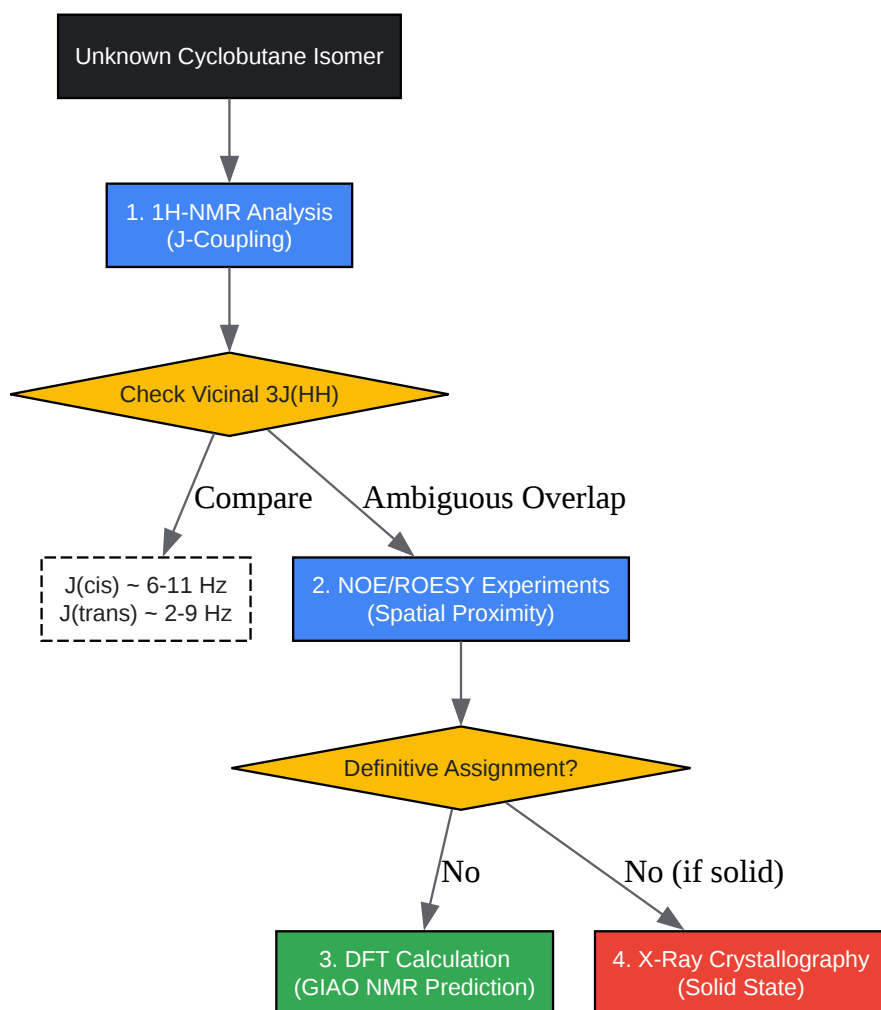 Unknown Cyclobutane Isomer
1. 1H-NMR Analysis
(J-Coupling)
Check Vicinal 3J(HH)
Compare
Ambiguous Overlap
J(cis) ~ 6-11 Hz
J(trans) ~ 2-9 Hz
2. NOE/ROESY Experiments
(Spatial Proximity)
Definitive Assignment?
No
No (if solid)
3. DFT Calculation
(GIAO NMR Prediction)
4. X-Ray Crystallography
(Solid State)